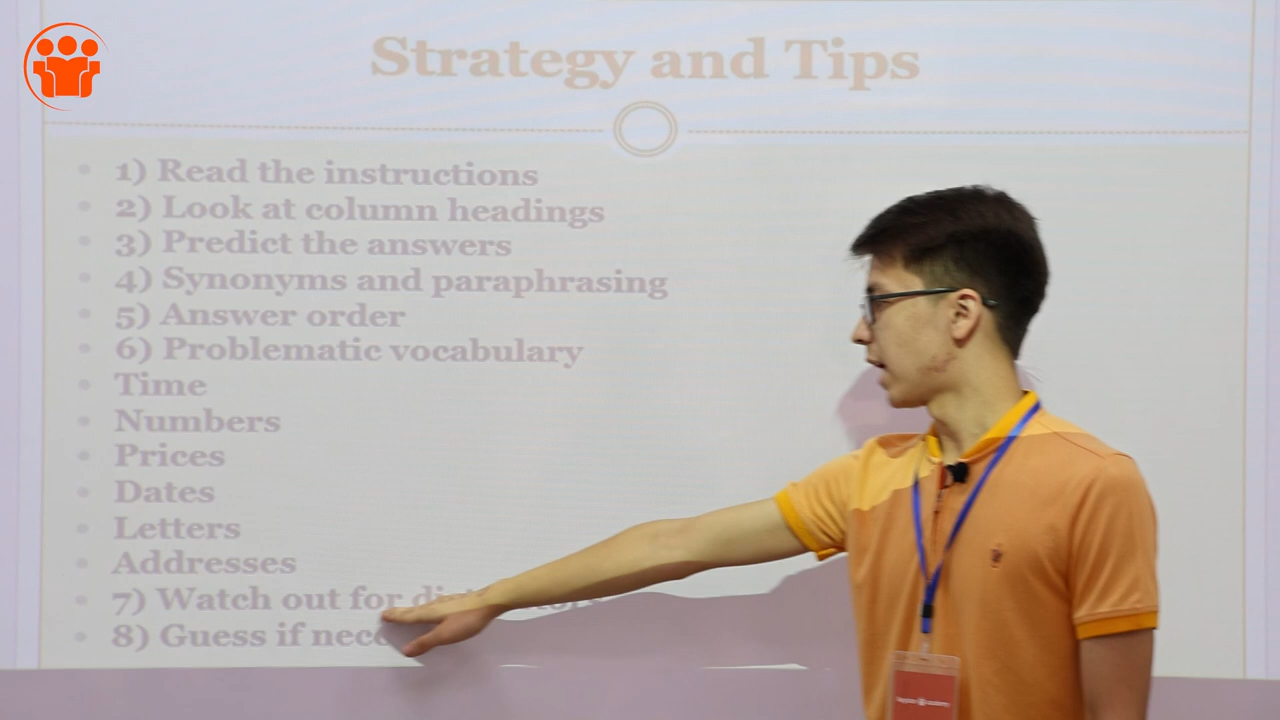 Strategy and Tips
• 1) Read the instructions
• 2) Look at column headings
• 3) Predict the answers
• 4) Synonyms and paraphrasing
• 5) Answer order
• 6) Problematic vocabulary
• Time
• Numbers
• Prices
• Dates
• Letters
• Addresses
• 7) Watch out for
• 8) Guess if